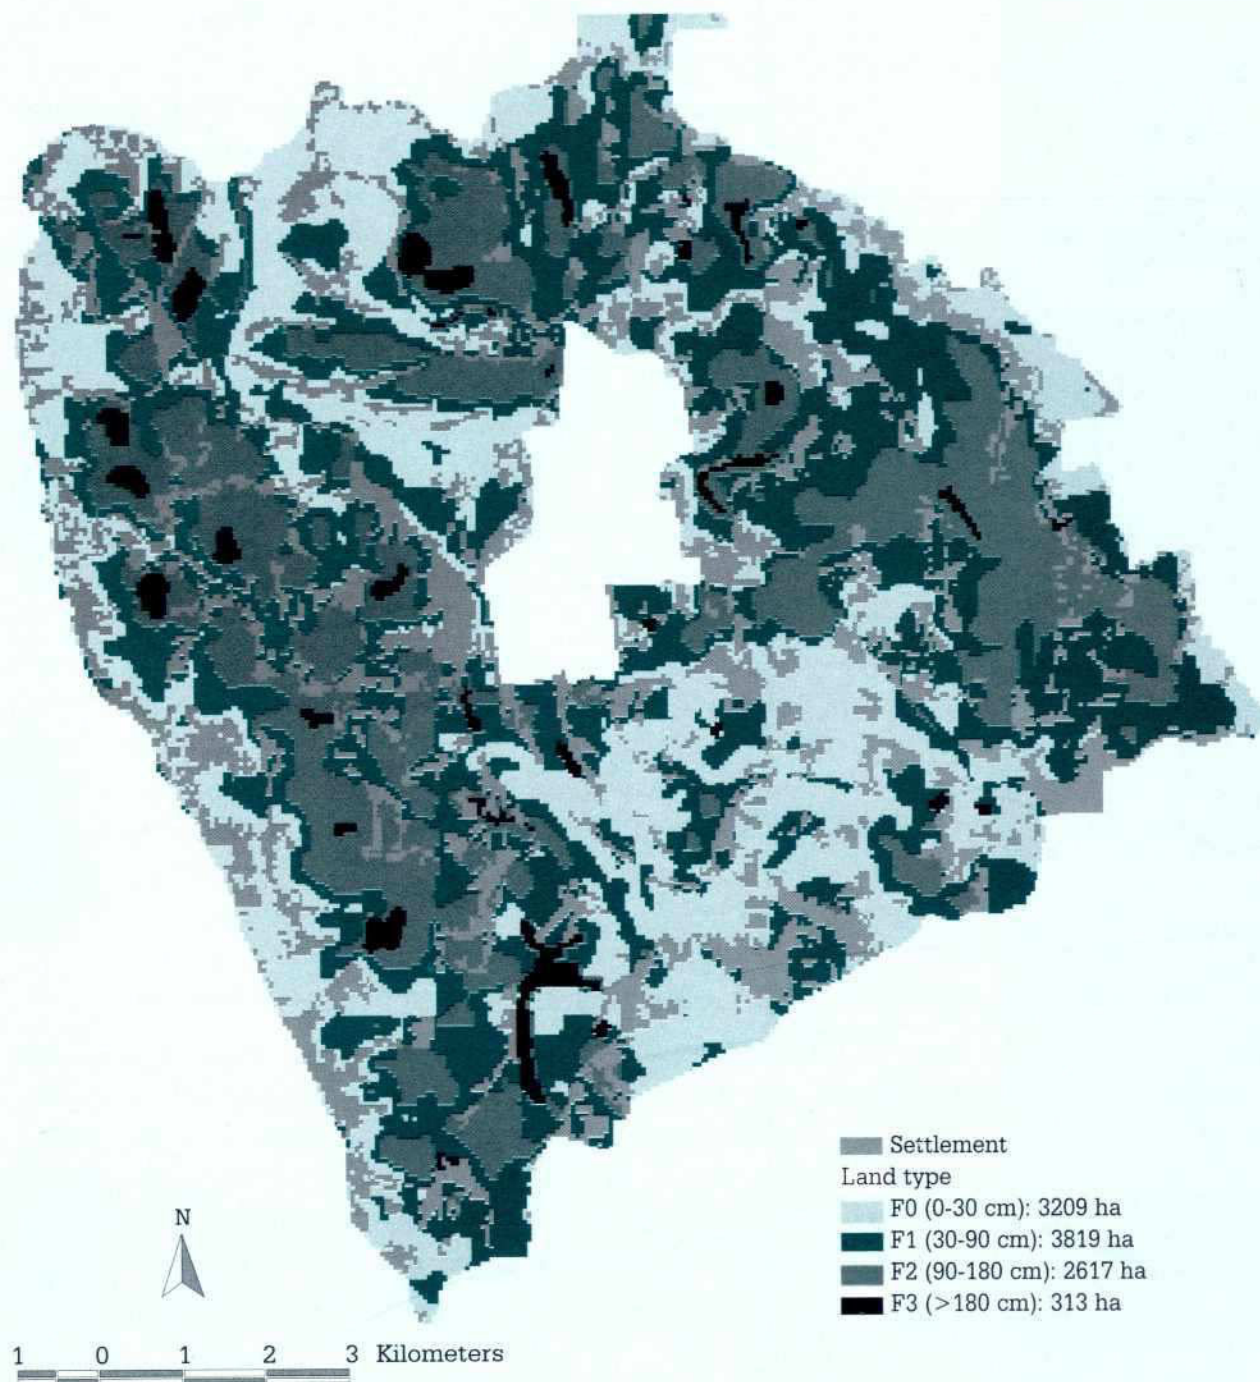 Settlement
Land type
F0 (0-30 cm): 3209 ha
F1 (30-90 cm): 3819 ha
F2 (90-180 cm): 2617 ha
F3 (>180 cm): 313 ha
N
1 0 1 2 3 Kilometers